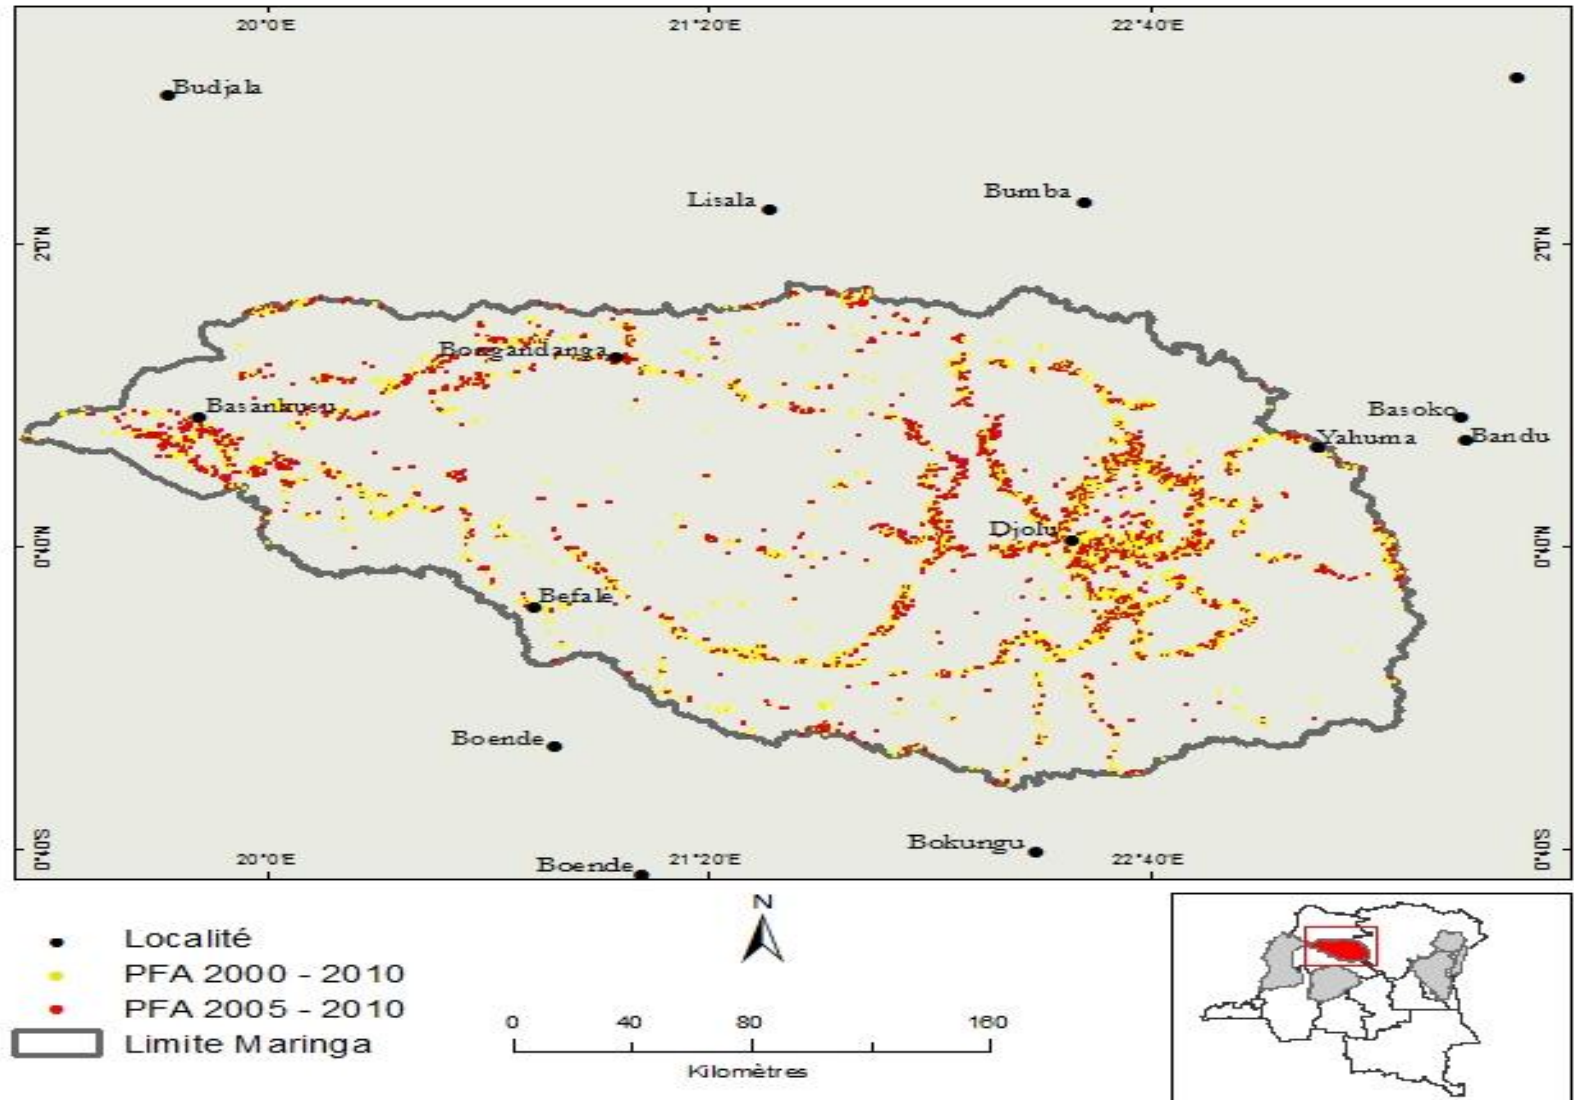 20°0'E 21°20'E 22°40'E
Budjala
Lisala
Bumba
2°0'N 2°0'N
Bongandanga
Basankusu
Basoko
Yahuma
Bandu
Djolu
0°40'N 0°40'N
Befale
Boende
Bokungu
0°40'S 0°40'S
20°0'E 21°20'E 22°40'E
Boende
N
Localité
PFA 2000 - 2010
PFA 2005 - 2010
Limite Maringa
0 40 80 160
Kilomètres